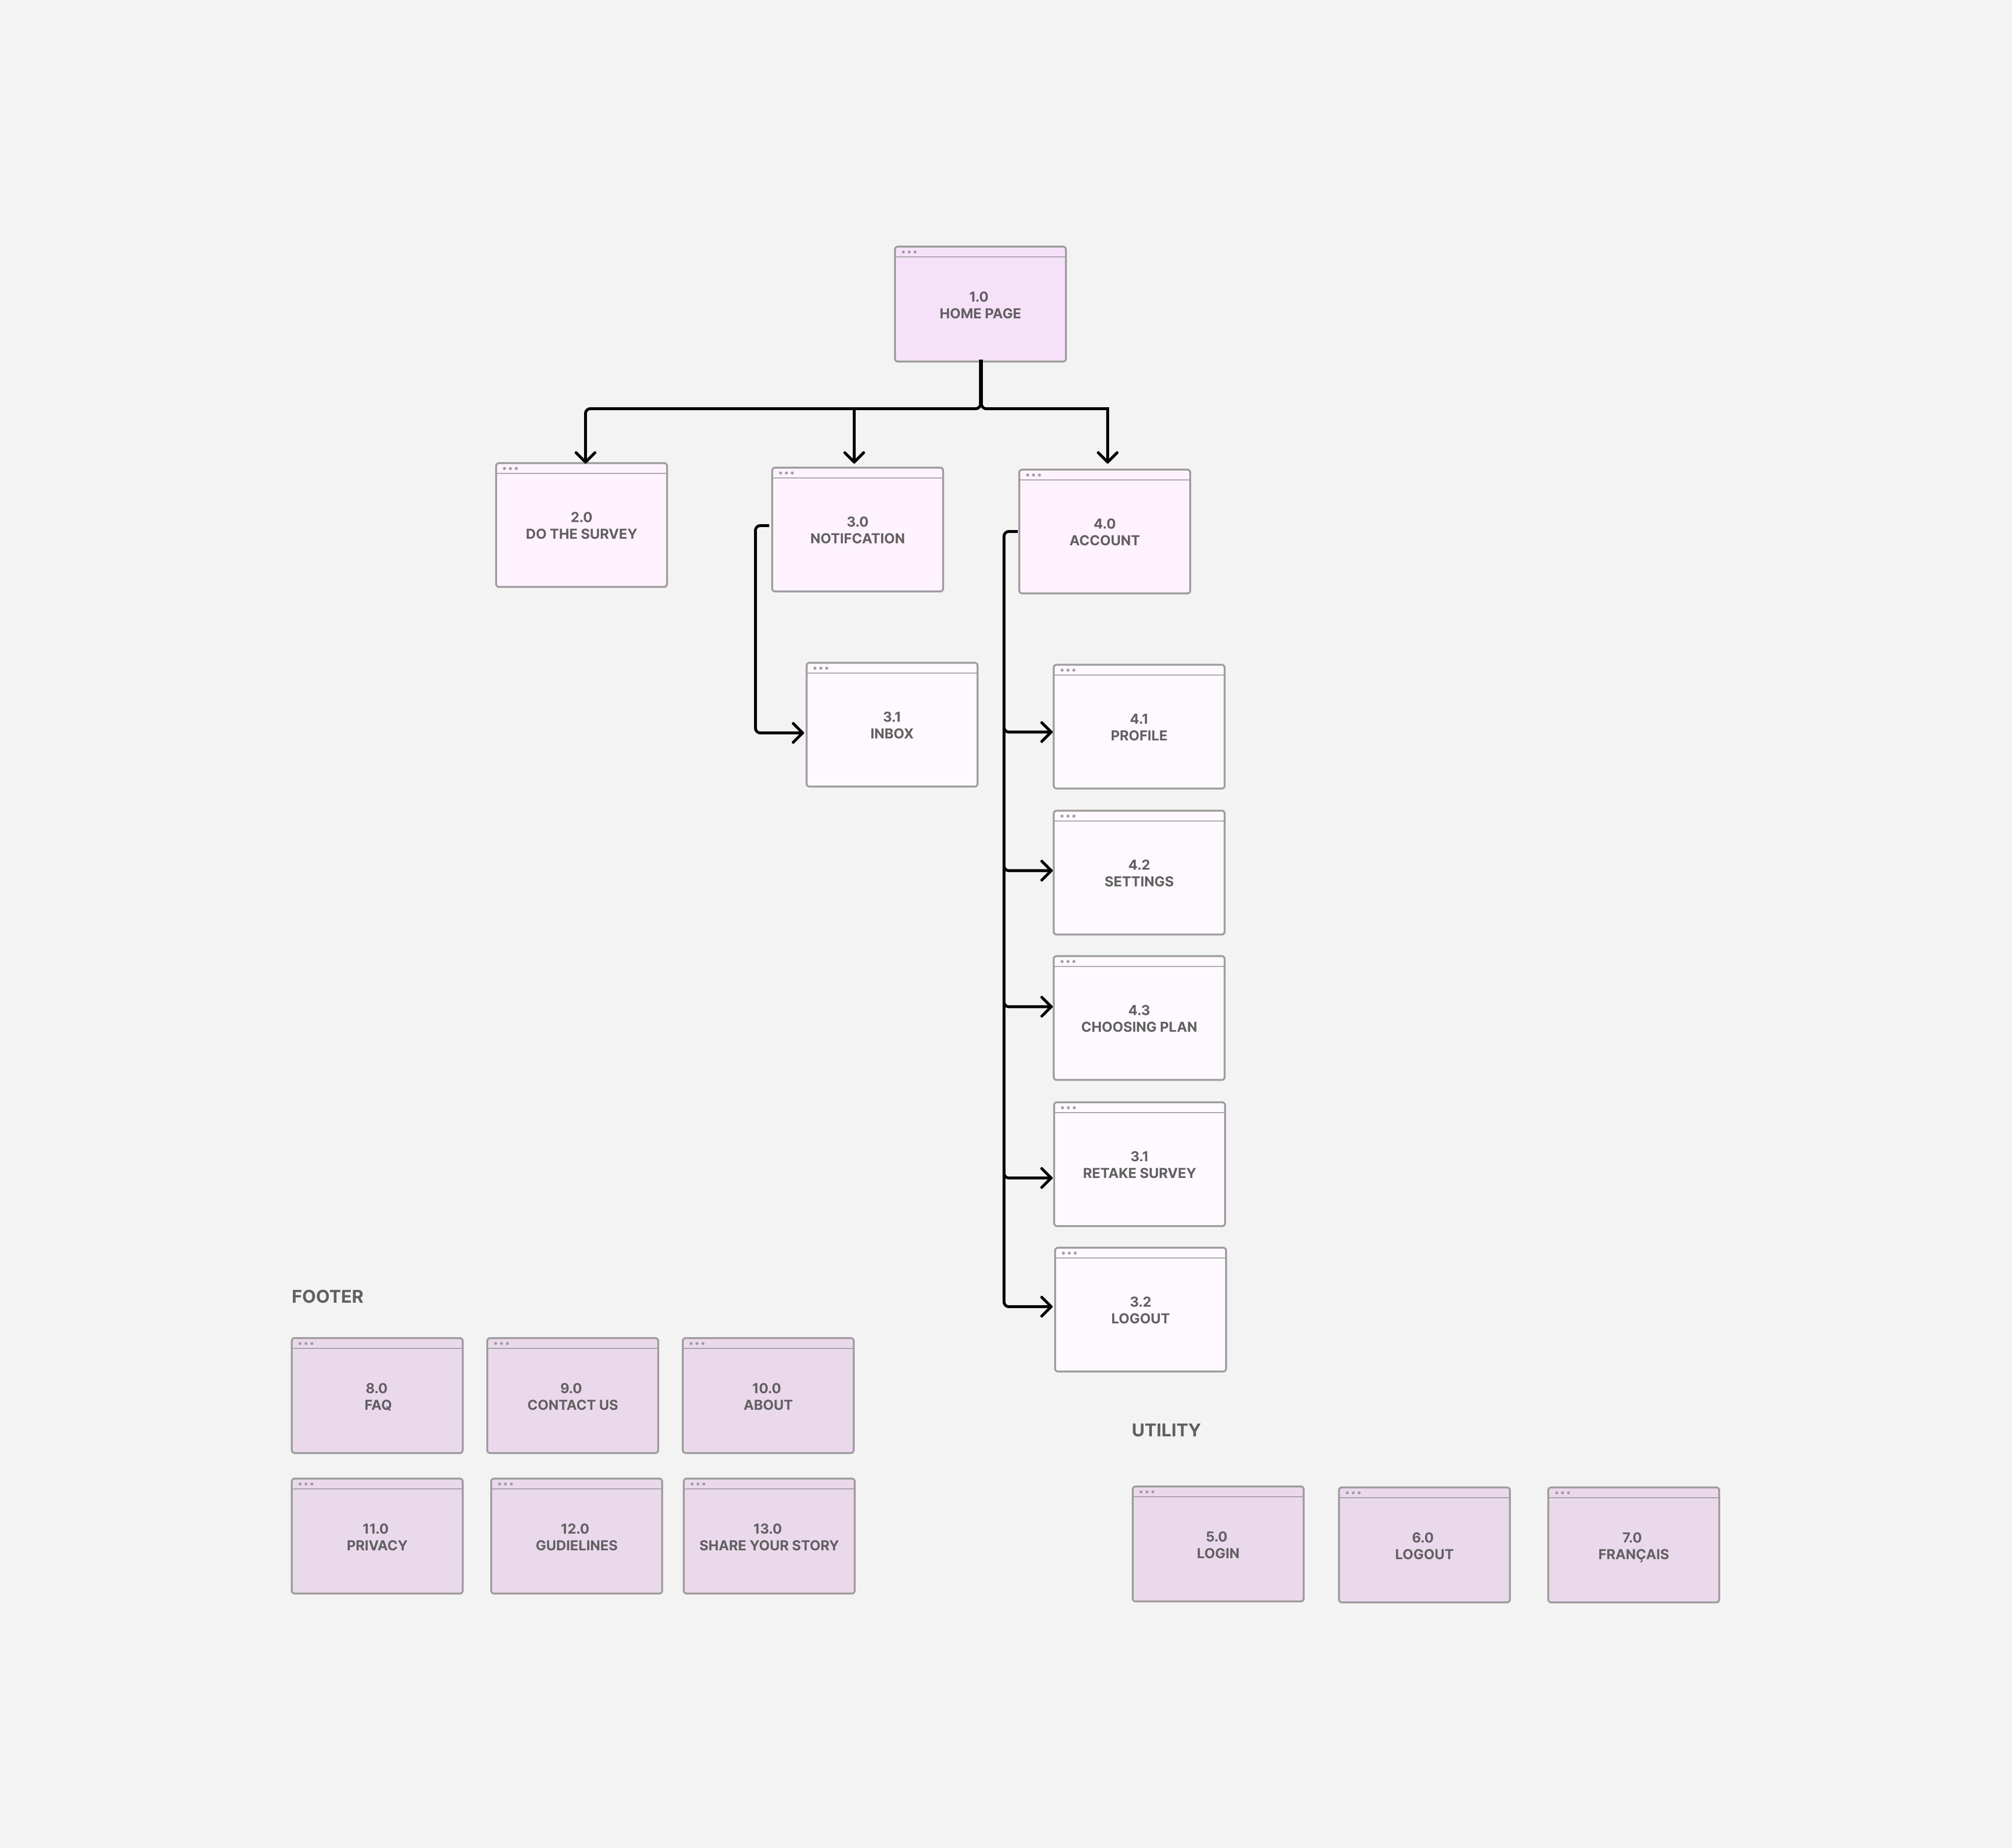 1.0
HOME PAGE
2.0
DO THE SURVEY
3.0
NOTIFCATION
4.0
ACCOUNT
3.1
INBOX
4.1
PROFILE
4.2
SETTINGS
4.3
CHOOSING PLAN
3.1
RETAKE SURVEY
3.2
LOGOUT
FOOTER
8.0
FAQ
9.0
CONTACT US
10.0
ABOUT
11.0
PRIVACY
12.0
GUDIELINES
13.0
SHARE YOUR STORY
UTILITY
5.0
LOGIN
6.0
LOGOUT
7.0
FRANÇAIS